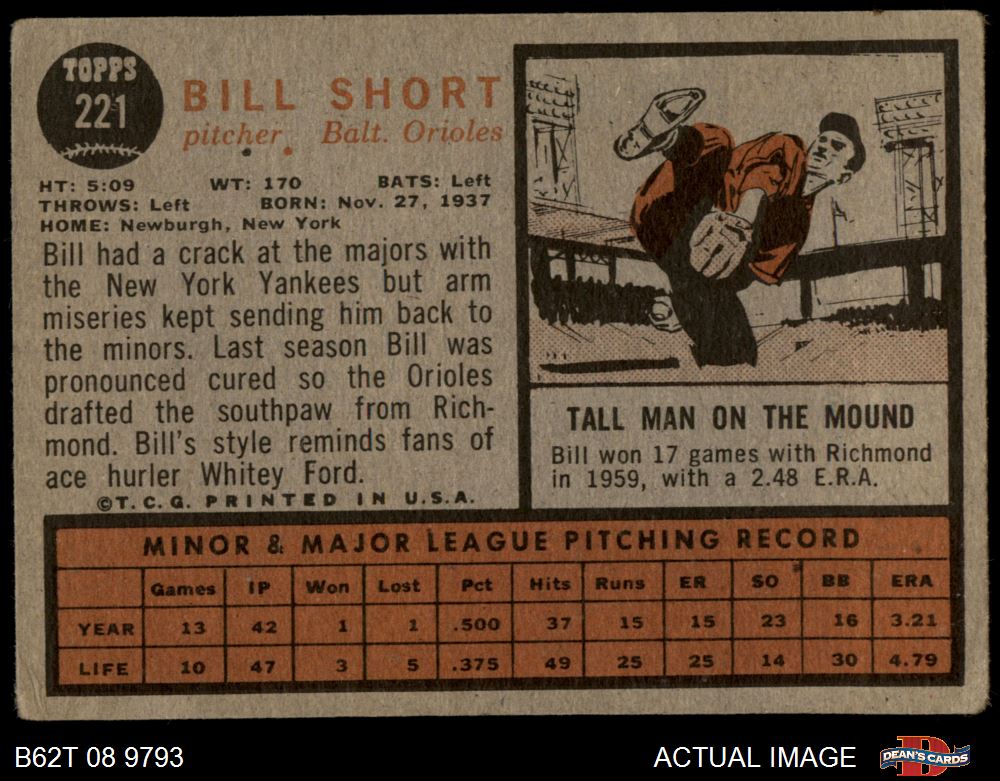 TOPPS
221
BILL SHORT
pitcher, Balt. Orioles
HT: 5:09 WT: 170 BATS: Left
THROWS: Left BORN: Nov. 27, 1937
HOME: Newburgh, New York
Bill had a crack at the majors with
the New York Yankees but arm
miseries kept sending him back to
the minors. Last season Bill was
pronounced cured so the Orioles
drafted the southpaw from Rich-
mond. Bill's style reminds fans of
ace hurler Whitey Ford.
©T.C.G. PRINTED IN U.S.A.
TALL MAN ON THE MOUND
Bill won 17 games with Richmond
in 1959, with a 2.48 E.R.A.
MINOR & MAJOR LEAGUE PITCHING RECORD
Games IP Won Lost Pct Hits Runs ER SO BB ERA
YEAR 13 42 1 1 .500 37 15 15 23 16 3.21
LIFE 10 47 3 5 .375 49 25 25 14 30 4.79
B62T 08 9793 ACTUAL IMAGE DEAN'S CARDS